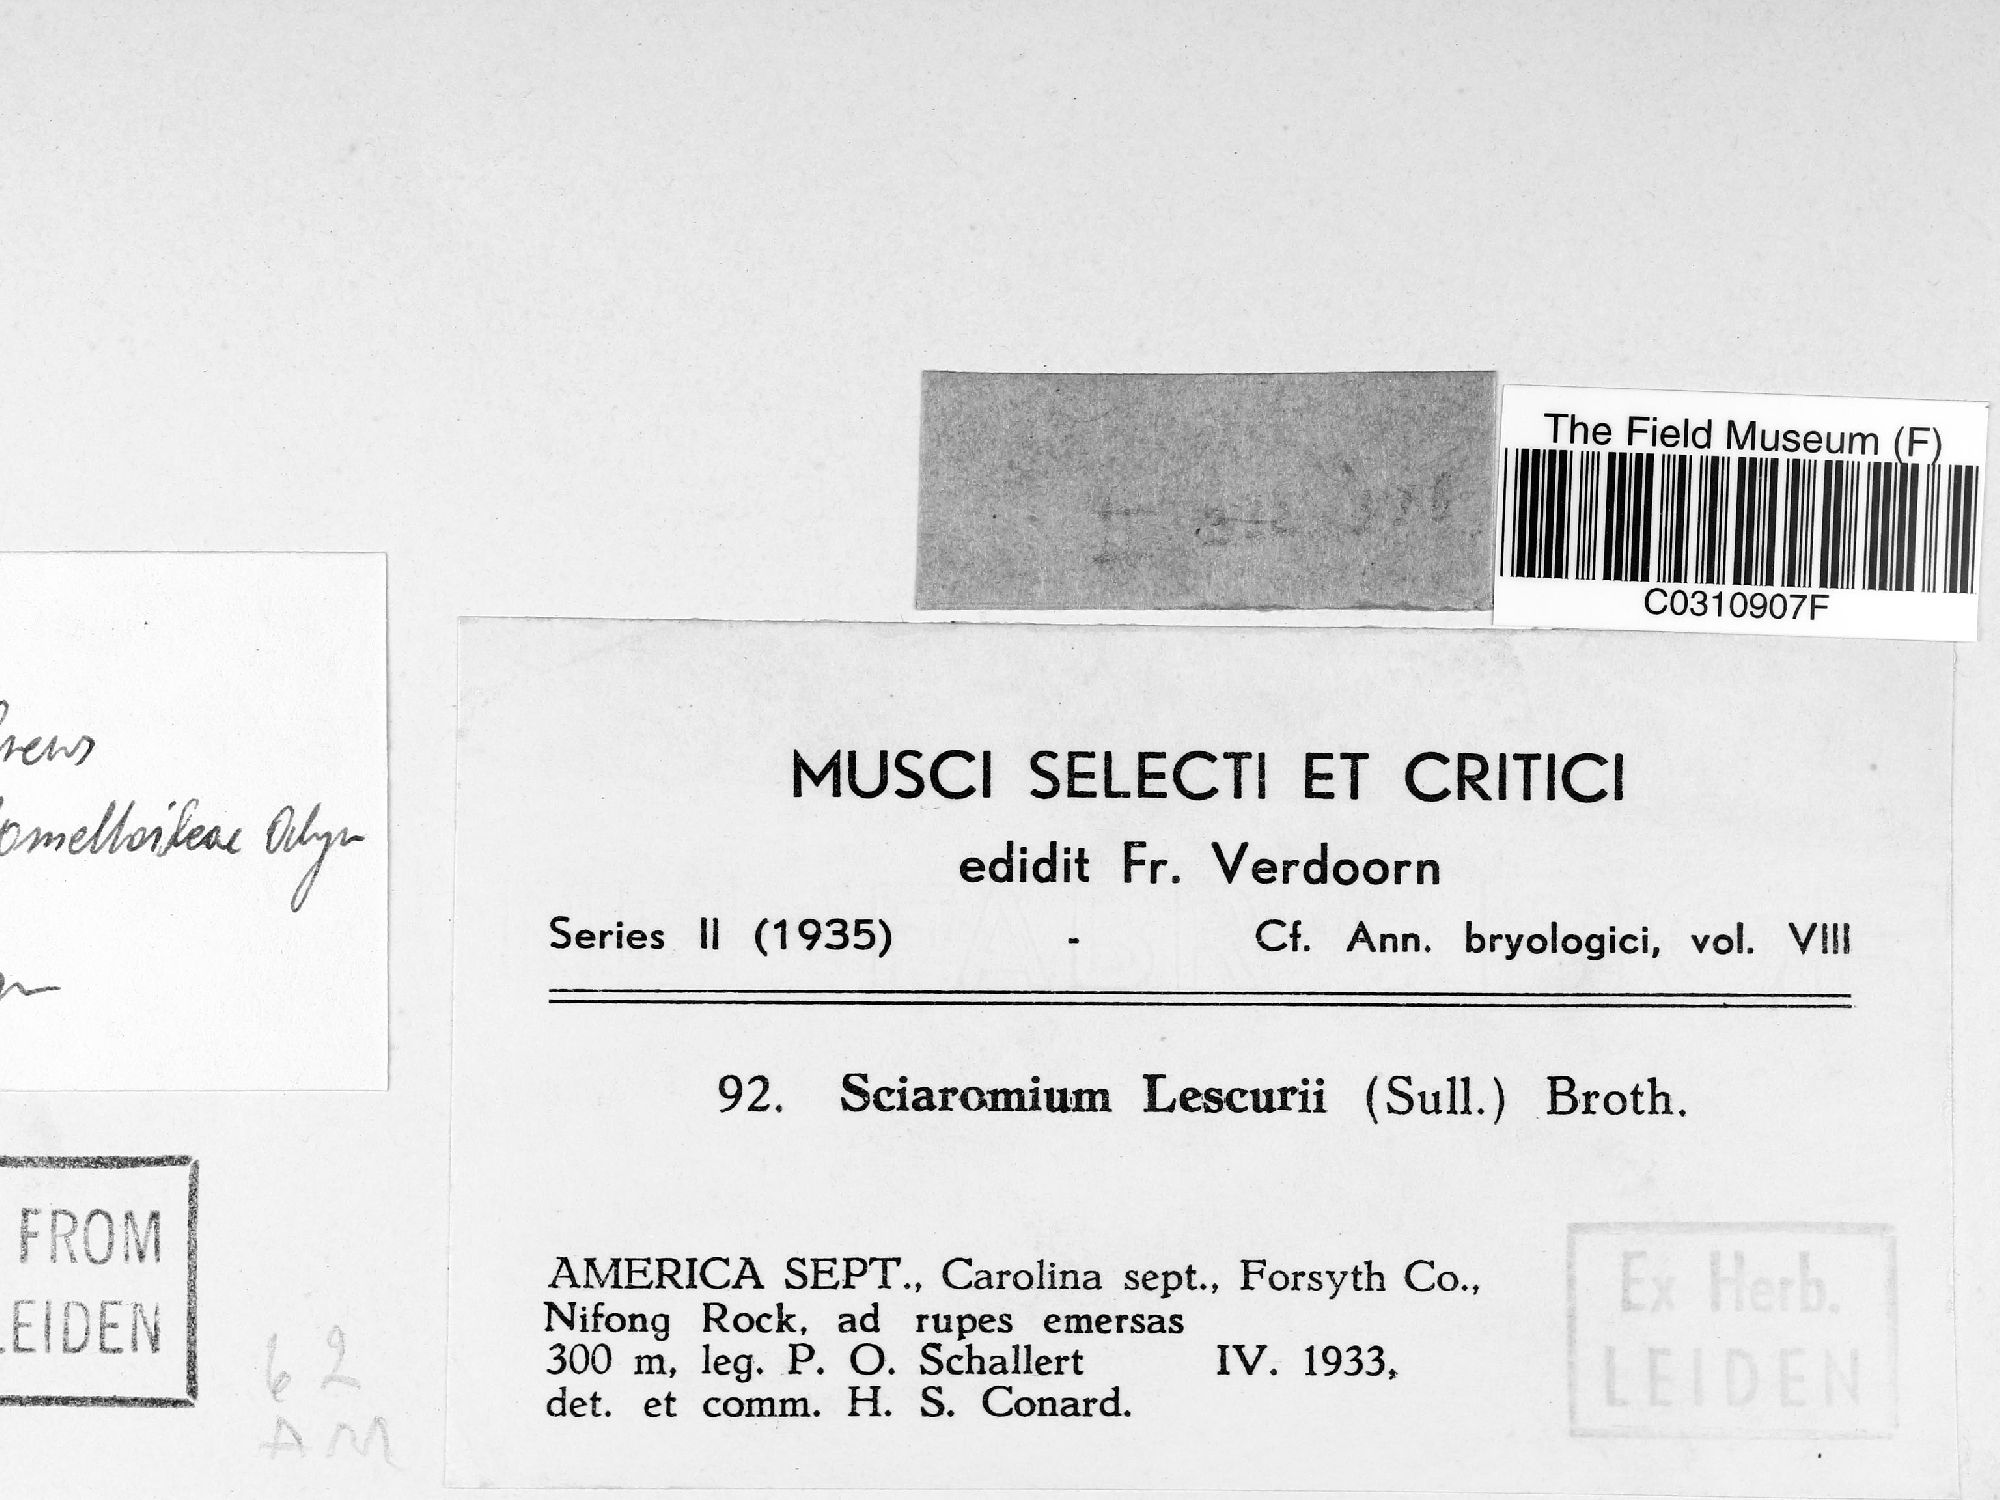 The Field Museum (F)
C0310907F
MUSCI SELECTI ET CRITICI
edidit Fr. Verdoorn
Series II (1935) - Cf. Ann. bryologici, vol. VIII
92. Sciaromium Lescurii (Sull.) Broth.
AMERICA SEPT., Carolina sept., Forsyth Co.,
Nifong Rock, ad rupes emersas
300 m, leg. P. O. Schallert IV. 1933,
det. et comm. H. S. Conard.
Ex Herb.
LEIDEN
FROM
LEIDEN
62
AM